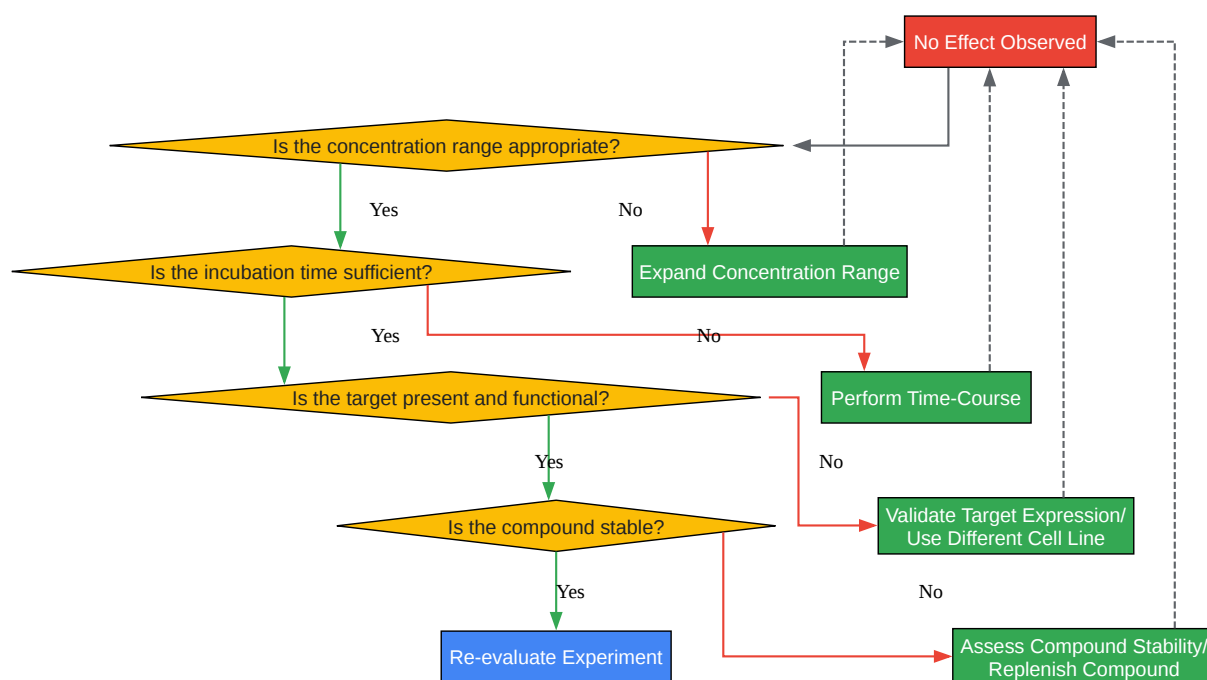 No Effect Observed
Is the concentration range appropriate?
Yes
No
Is the incubation time sufficient?
Expand Concentration Range
Yes
No
Is the target present and functional?
Perform Time-Course
Yes
No
Is the compound stable?
Validate Target Expression/
Use Different Cell Line
Yes
No
Re-evaluate Experiment
Assess Compound Stability/
Replenish Compound